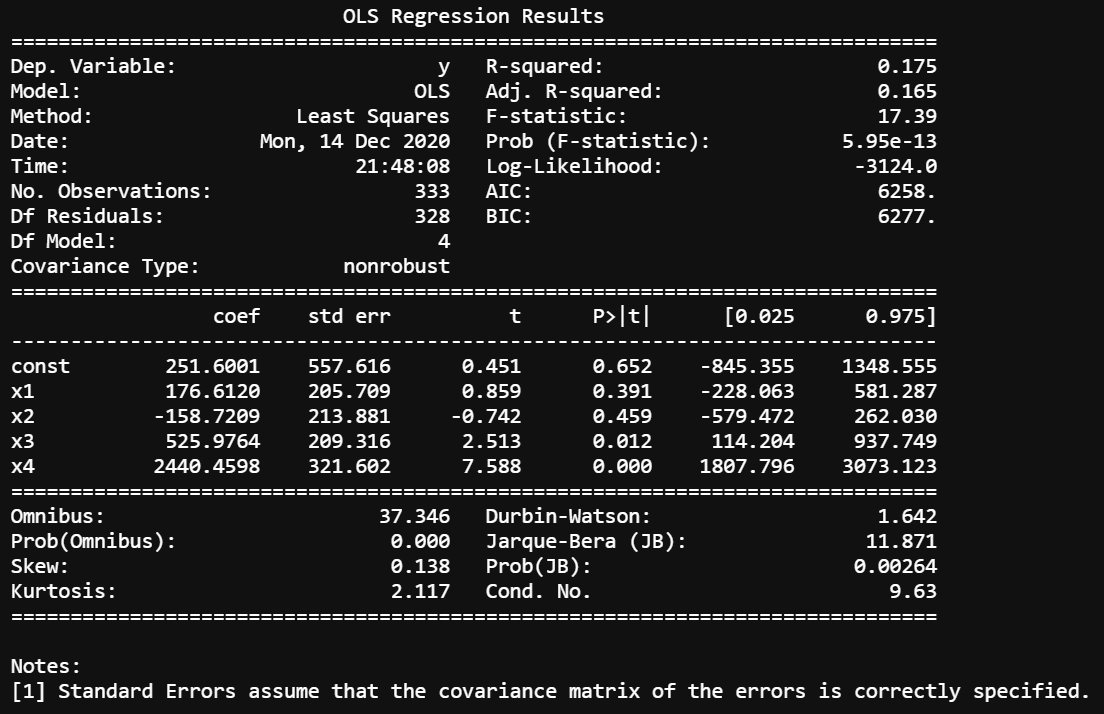 OLS Regression Results
==============================================================================
Dep. Variable:                      y   R-squared:                       0.175
Model:                            OLS   Adj. R-squared:                  0.165
Method:                 Least Squares   F-statistic:                     17.39
Date:                Mon, 14 Dec 2020   Prob (F-statistic):           5.95e-13
Time:                        21:48:08   Log-Likelihood:                -3124.0
No. Observations:                 333   AIC:                             6258.
Df Residuals:                     328   BIC:                             6277.
Df Model:                           4
Covariance Type:            nonrobust
==============================================================================
                 coef    std err          t      P>|t|      [0.025      0.975]
------------------------------------------------------------------------------
const        251.6001    557.616      0.451      0.652    -845.355    1348.555
x1           176.6120    205.709      0.859      0.391    -228.063     581.287
x2          -158.7209    213.881     -0.742      0.459    -579.472     262.030
x3           525.9764    209.316      2.513      0.012     114.204     937.749
x4          2440.4598    321.602      7.588      0.000    1807.796    3073.123
==============================================================================
Omnibus:                       37.346   Durbin-Watson:                   1.642
Prob(Omnibus):                  0.000   Jarque-Bera (JB):               11.871
Skew:                           0.138   Prob(JB):                      0.00264
Kurtosis:                       2.117   Cond. No.                         9.63
==============================================================================

Notes:
[1] Standard Errors assume that the covariance matrix of the errors is correctly specified.